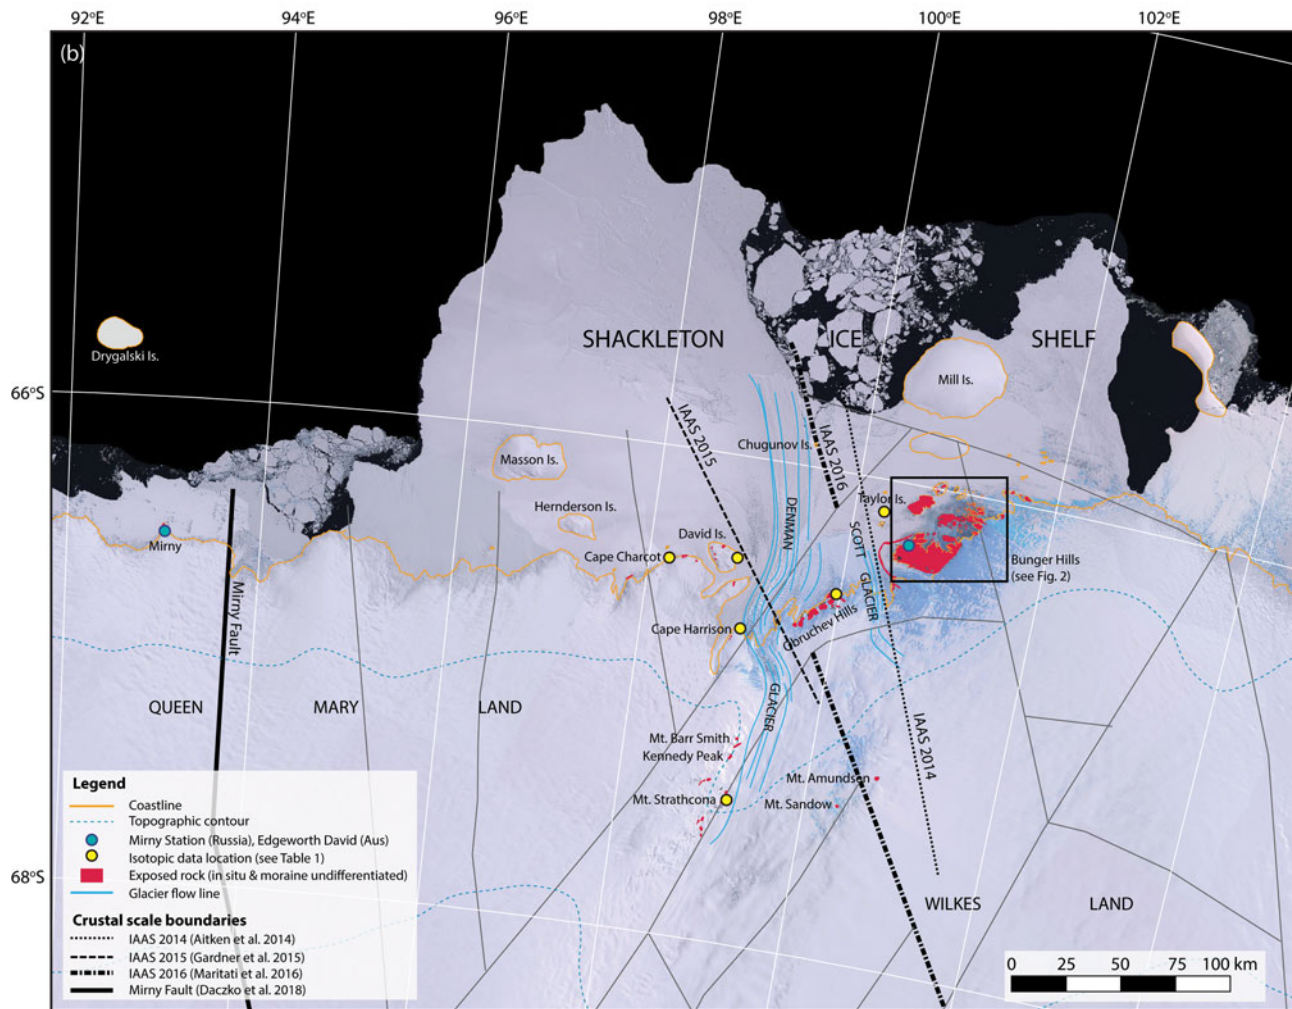 92°E 94°E 96°E 98°E 100°E 102°E
(b)
SHACKLETON ICE SHELF
Drygalski Is.
Mill Is.
66°S
IAAS 2015
Chugunov Is.
IAAS 2016
Masson Is.
Hernderson Is.
DENMAN
Taylor Is.
SCOTT
Mirny
David Is.
Cape Charcot
Bunger Hills
(see Fig. 2)
GLACIER
Mirny Fault
Cape Harrison
Obruchev Hills
GLACIER
QUEEN MARY LAND
IAAS 2014
Mt. Barr Smith
Kennedy Peak
Mt. Amundsen
Mt. Strathcona
Mt. Sandow
68°S
WILKES LAND
Legend
Coastline
Topographic contour
Mirny Station (Russia), Edgeworth David (Aus)
Isotopic data location (see Table 1)
Exposed rock (in situ & moraine undifferentiated)
Glacier flow line
Crustal scale boundaries
IAAS 2014 (Aitken et al. 2014)
IAAS 2015 (Gardner et al. 2015)
IAAS 2016 (Maritati et al. 2016)
Mirny Fault (Daczko et al. 2018)
0 25 50 75 100 km